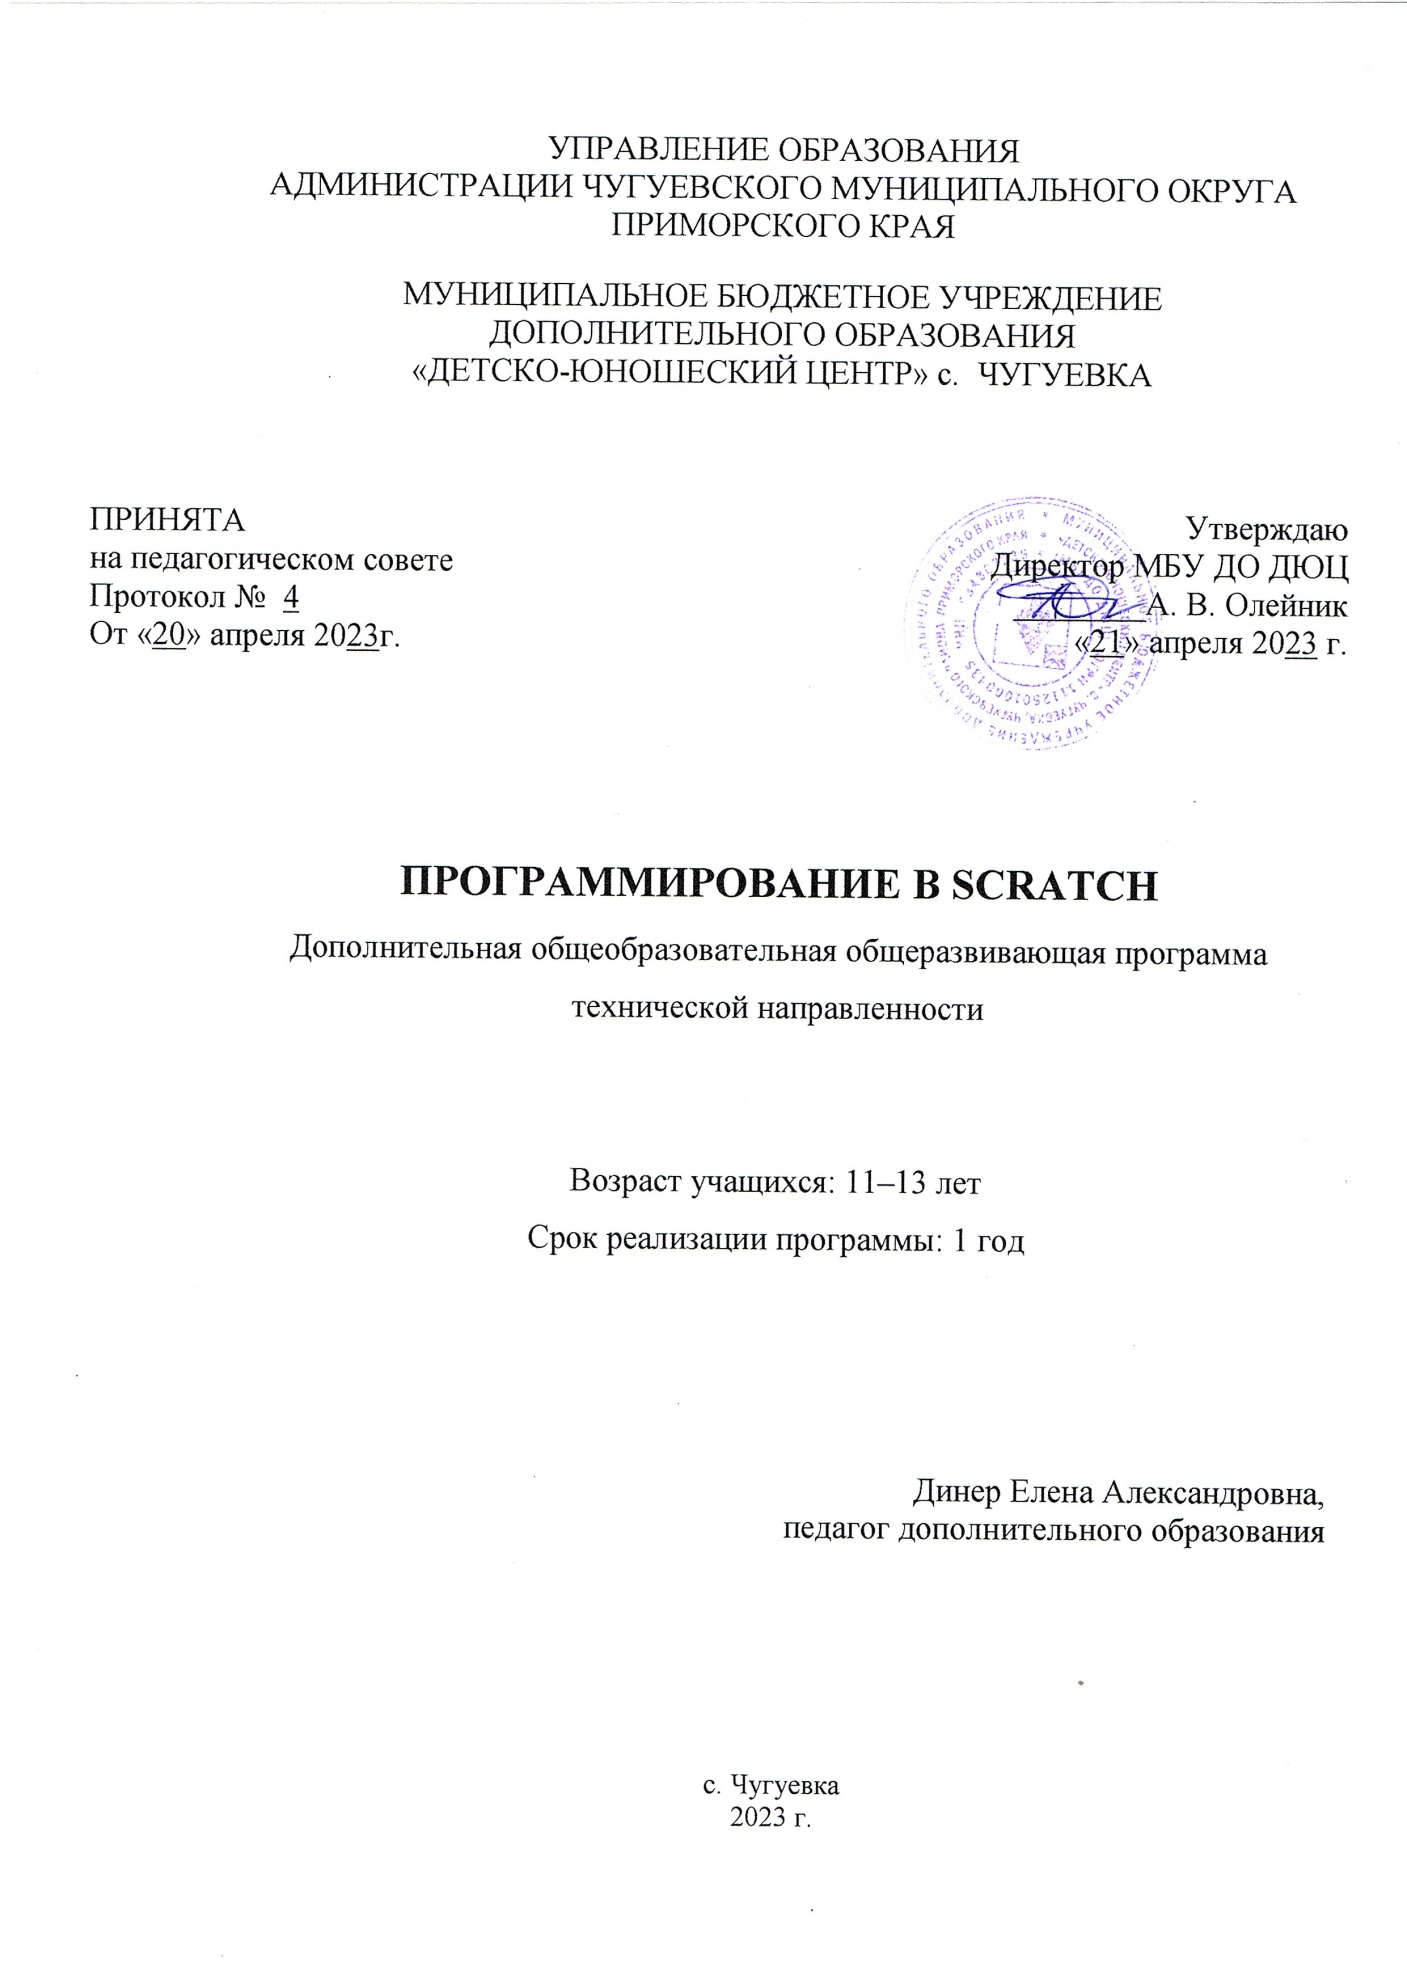 УПРАВЛЕНИЕ ОБРАЗОВАНИЯ
АДМИНИСТРАЦИИ ЧУГУЕВСКОГО МУНИЦИПАЛЬНОГО ОКРУГА
ПРИМОРСКОГО КРАЯ
МУНИЦИПАЛЬНОЕ БЮДЖЕТНОЕ УЧРЕЖДЕНИЕ
ДОПОЛНИТЕЛЬНОГО ОБРАЗОВАНИЯ
«ДЕТСКО-ЮНОШЕСКИЙ ЦЕНТР» с. ЧУГУЕВКА
ПРИНЯТА
на педагогическом совете
Протокол № 4
От «20» апреля 2023г.
Утверждаю
Директор МБУ ДО ДЮЦ
А. В. Олейник
«21» апреля 2023 г.
ПРОГРАММИРОВАНИЕ В SCRATCH
Дополнительная общеобразовательная общеразвивающая программа
технической направленности
Возраст учащихся: 11–13 лет
Срок реализации программы: 1 год
Динер Елена Александровна,
педагог дополнительного образования
с. Чугуевка
2023 г.